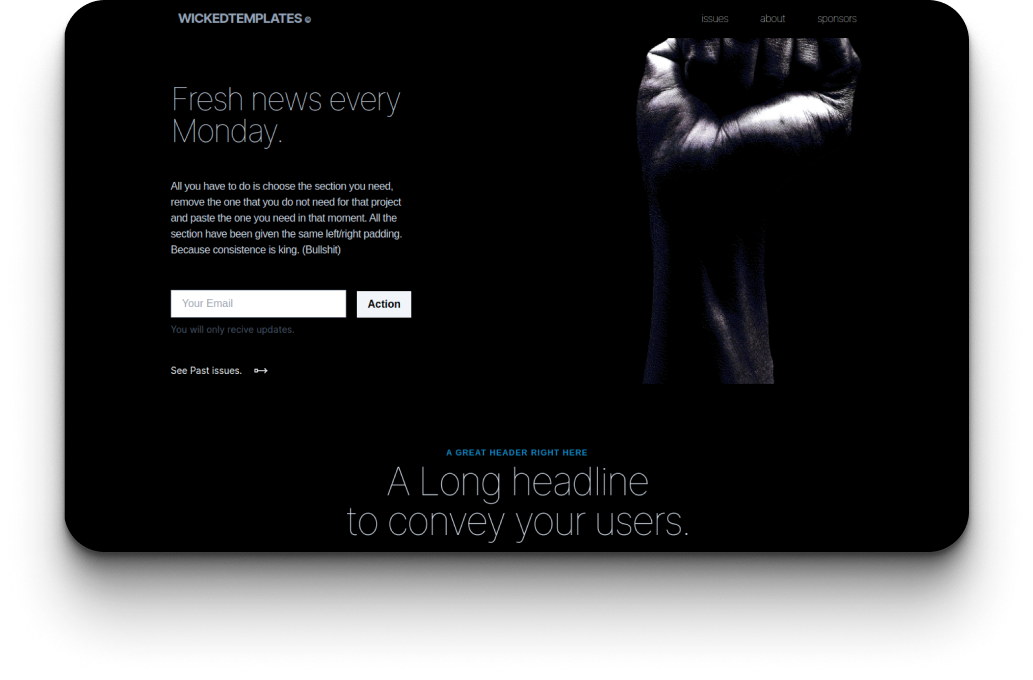 WICKEDTEMPLATES ©
issues about sponsors
Fresh news every
Monday.
All you have to do is choose the section you need,
remove the one that you do not need for that project
and paste the one you need in that moment. All the
section have been given the same left/right padding.
Because consistence is king. (Bullshit)
Your Email
Action
You will only recive updates.
See Past issues.
A GREAT HEADER RIGHT HERE
A Long headline
to convey your users.